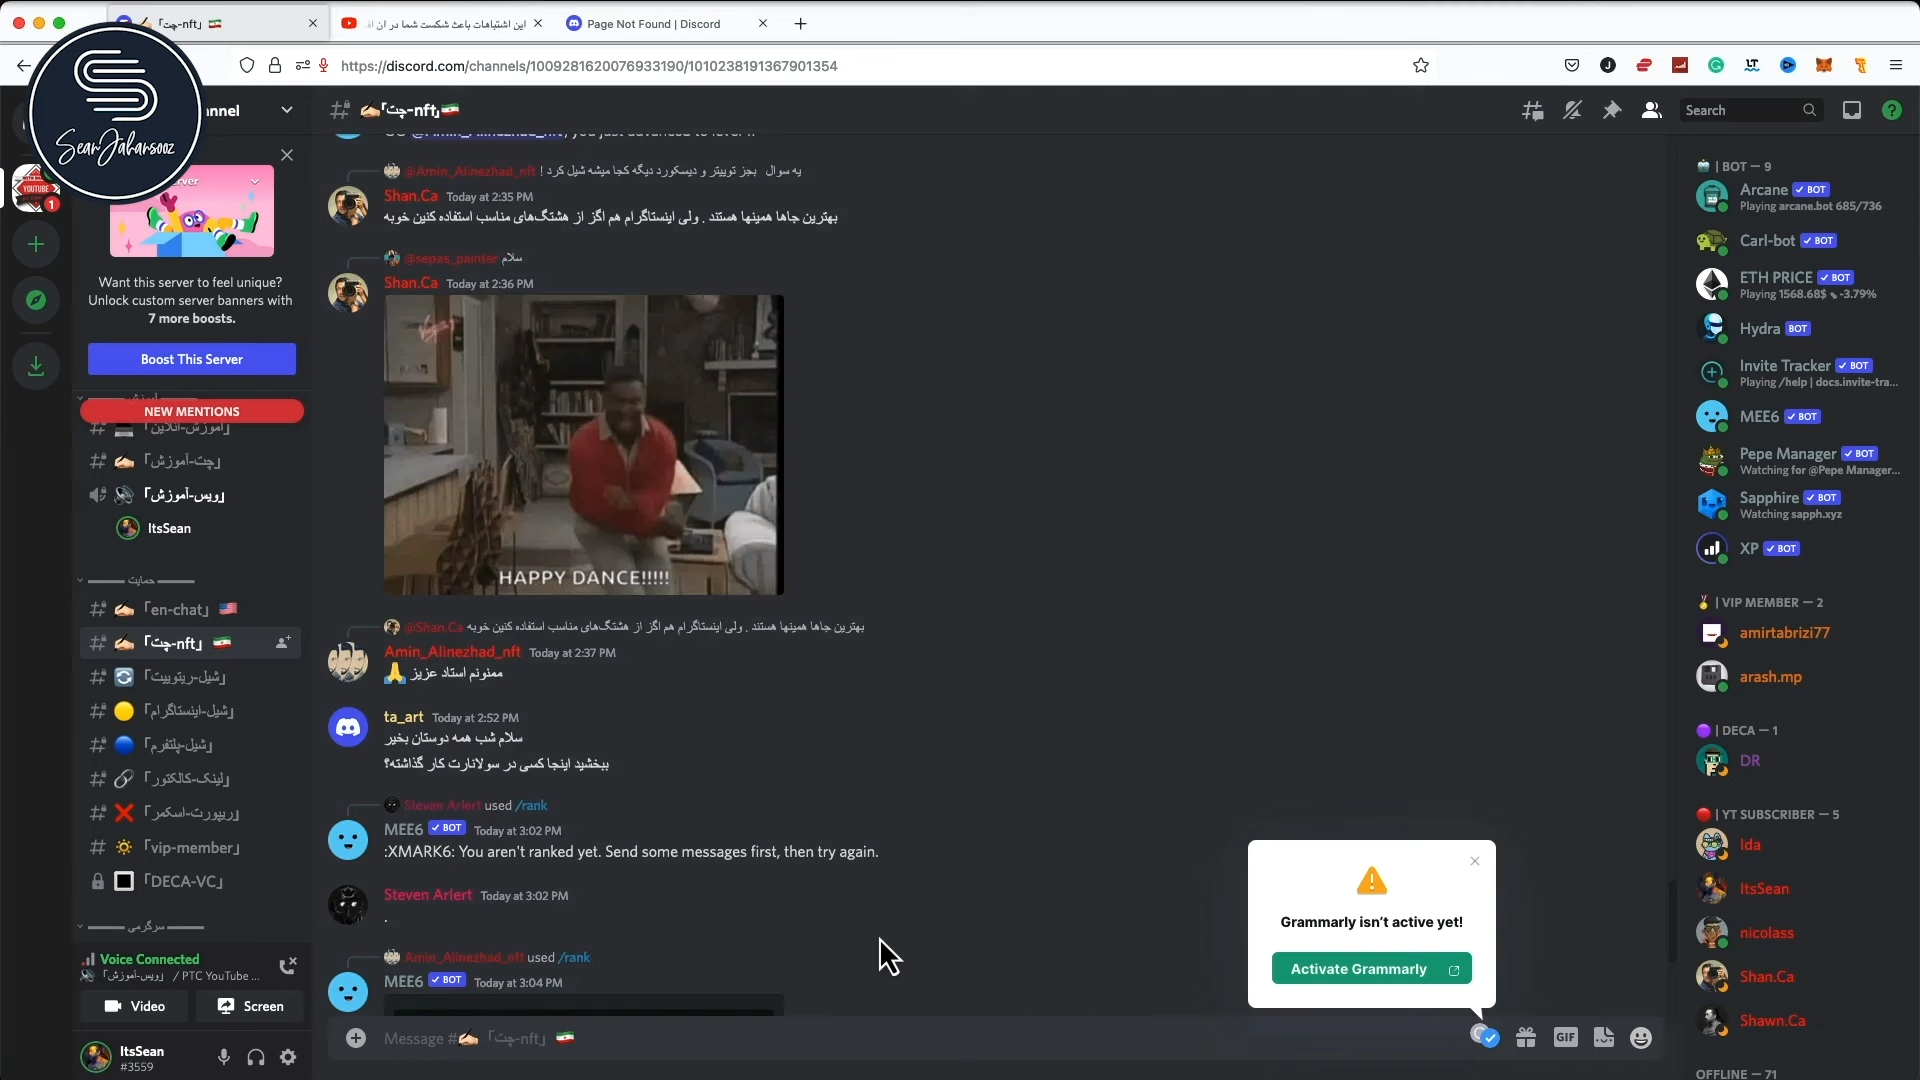 「چت-nft」
این اشتباهات باعث شکست شما در ان اف
Page Not Found | Discord
https://discord.com/channels/1009281620076933190/1010238191367901354
Sean Jahansooz
「چت-nft」
Search
Want this server to feel unique?
Unlock custom server banners with
7 more boosts.
Boost This Server
NEW MENTIONS
「آموزش-آنلاین」
「چت-آموزش」
「ویس-آموزش」
ItsSean
حمایت
「en-chat」
「چت-nft」
「شیل-ریتوییت」
「شیل-اینستاگرام」
「شیل-پلتفرم」
「لینک-کالکتور」
「ریپورت-اسکمر」
「vip-member」
「DECA-VC」
سرگرمی
Voice Connected
「ویس-آموزش」 / PTC YouTube ...
Video
Screen
ItsSean
#3559
@Amin_Alinezhad_nft یه سوال بجز توییتر و دیسکورد دیگه کجا میشه شیل کرد !
Shan.Ca Today at 2:35 PM
بهترین جاها همینها هستند . ولی اینستاگرام هم اگز از هشتگ‌های مناسب استفاده کنین خوبه
@sepas_painter سلام
Shan.Ca Today at 2:36 PM
HAPPY DANCE!!!!!
@Shan.Ca بهترین جاها همینها هستند . ولی اینستاگرام هم اگز از هشتگ‌های مناسب استفاده کنین خوبه
Amin_Alinezhad_nft Today at 2:37 PM
ممنونم استاد عزیز
ta_art Today at 2:52 PM
سلام شب همه دوستان بخیر
ببخشید اینجا کسی در سولانارت کار گذاشته؟
Steven Arlert used /rank
MEE6 BOT Today at 3:02 PM
:XMARK6: You aren't ranked yet. Send some messages first, then try again.
Steven Arlert Today at 3:02 PM
.
Amin_Alinezhad_nft used /rank
MEE6 BOT Today at 3:04 PM
Message #「چت-nft」
Grammarly isn't active yet!
Activate Grammarly
GIF
| BOT — 9
Arcane BOT
Playing arcane.bot 685/736
Carl-bot BOT
ETH PRICE BOT
Playing 1568.68$ -3.79%
Hydra BOT
Invite Tracker BOT
Playing /help | docs.invite-tra...
MEE6 BOT
Pepe Manager BOT
Watching for @Pepe Manager...
Sapphire BOT
Watching sapph.xyz
XP BOT
| VIP MEMBER — 2
amirtabrizi77
arash.mp
| DECA — 1
DR
| YT SUBSCRIBER — 5
Ida
ItsSean
nicolass
Shan.Ca
Shawn.Ca
OFFLINE — 71